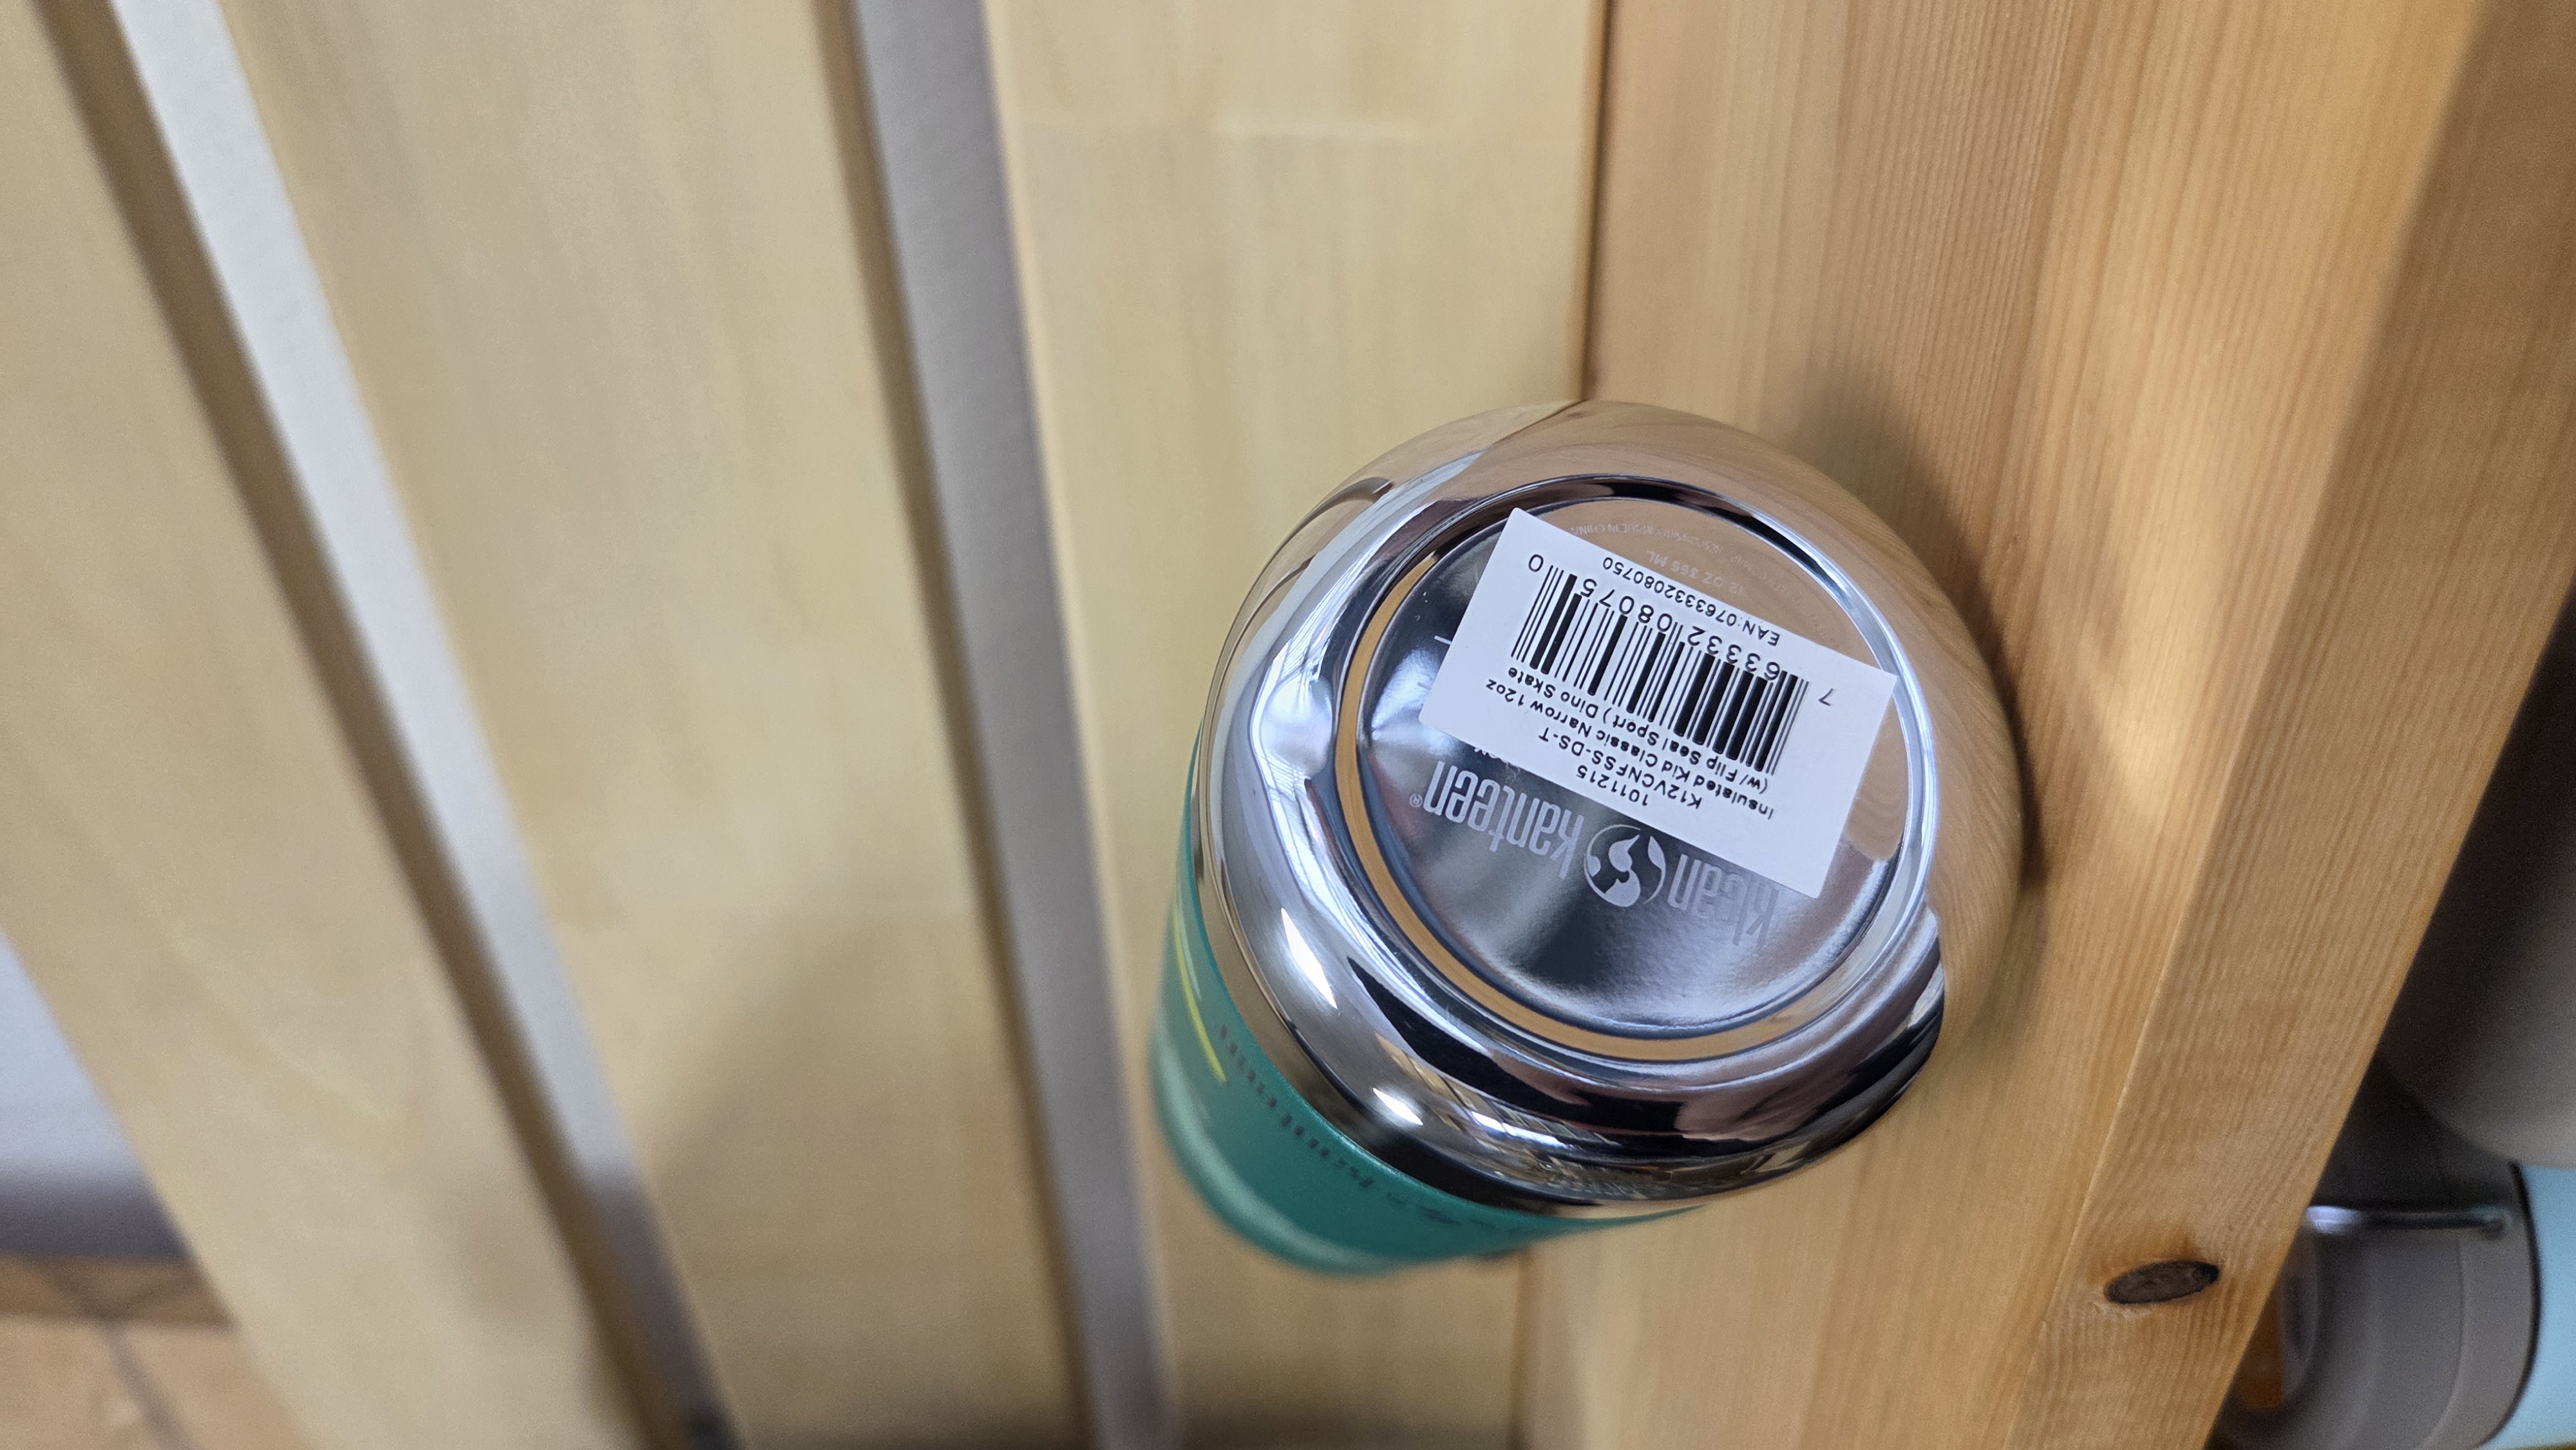 1011215
K12VCNFSS-DS-T
Insulated Kid Classic Narrow 12oz
(w/ Flip Seal Sport ) Dino Skate
7 63332 08075 0
EAN:0763332080750
klean kanteen®
12 OZ 355 ML